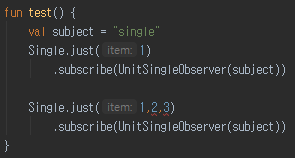 fun test() {
val subject = "single"
Single.just( item: 1)
.subscribe(UnitSingleObserver(subject))
Single.just( item: 1,2,3)
.subscribe(UnitSingleObserver(subject))
}